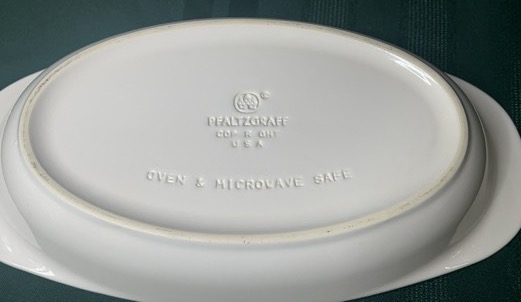 ©
PFALTZGRAFF
COPYRIGHT
USA
OVEN & MICROWAVE SAFE